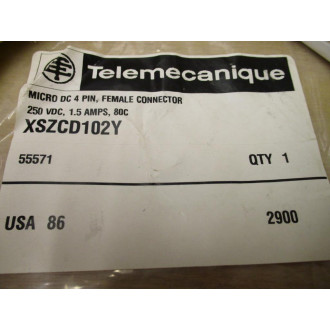 Telemecanique
MICRO DC 4 PIN, FEMALE CONNECTOR
250 VDC, 1.5 AMPS, 80C
XSZCD102Y
55571 QTY 1
USA 86 2900